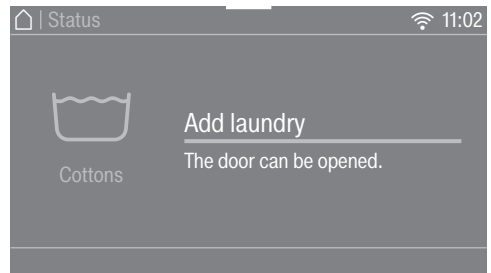 | Status
11:02
Add laundry
The door can be opened.
Cottons